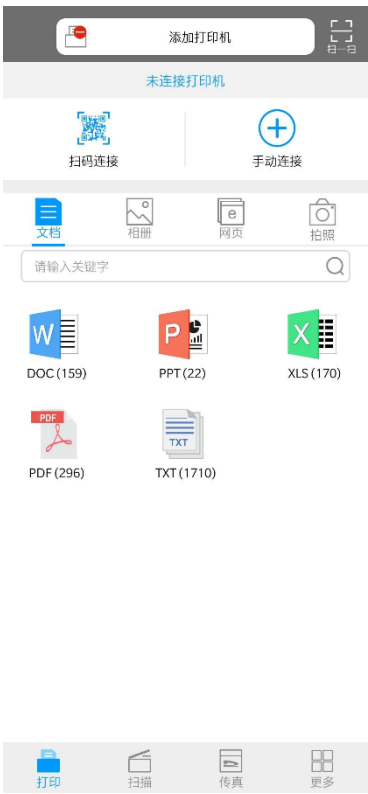 添加打印机
扫一扫
未连接打印机
扫码连接
手动连接
文档
相册
e
网页
拍照
请输入关键字
W
P
X
DOC(159)
PPT(22)
XLS(170)
PDF
TXT
PDF(296)
TXT(1710)
打印
扫描
传真
更多